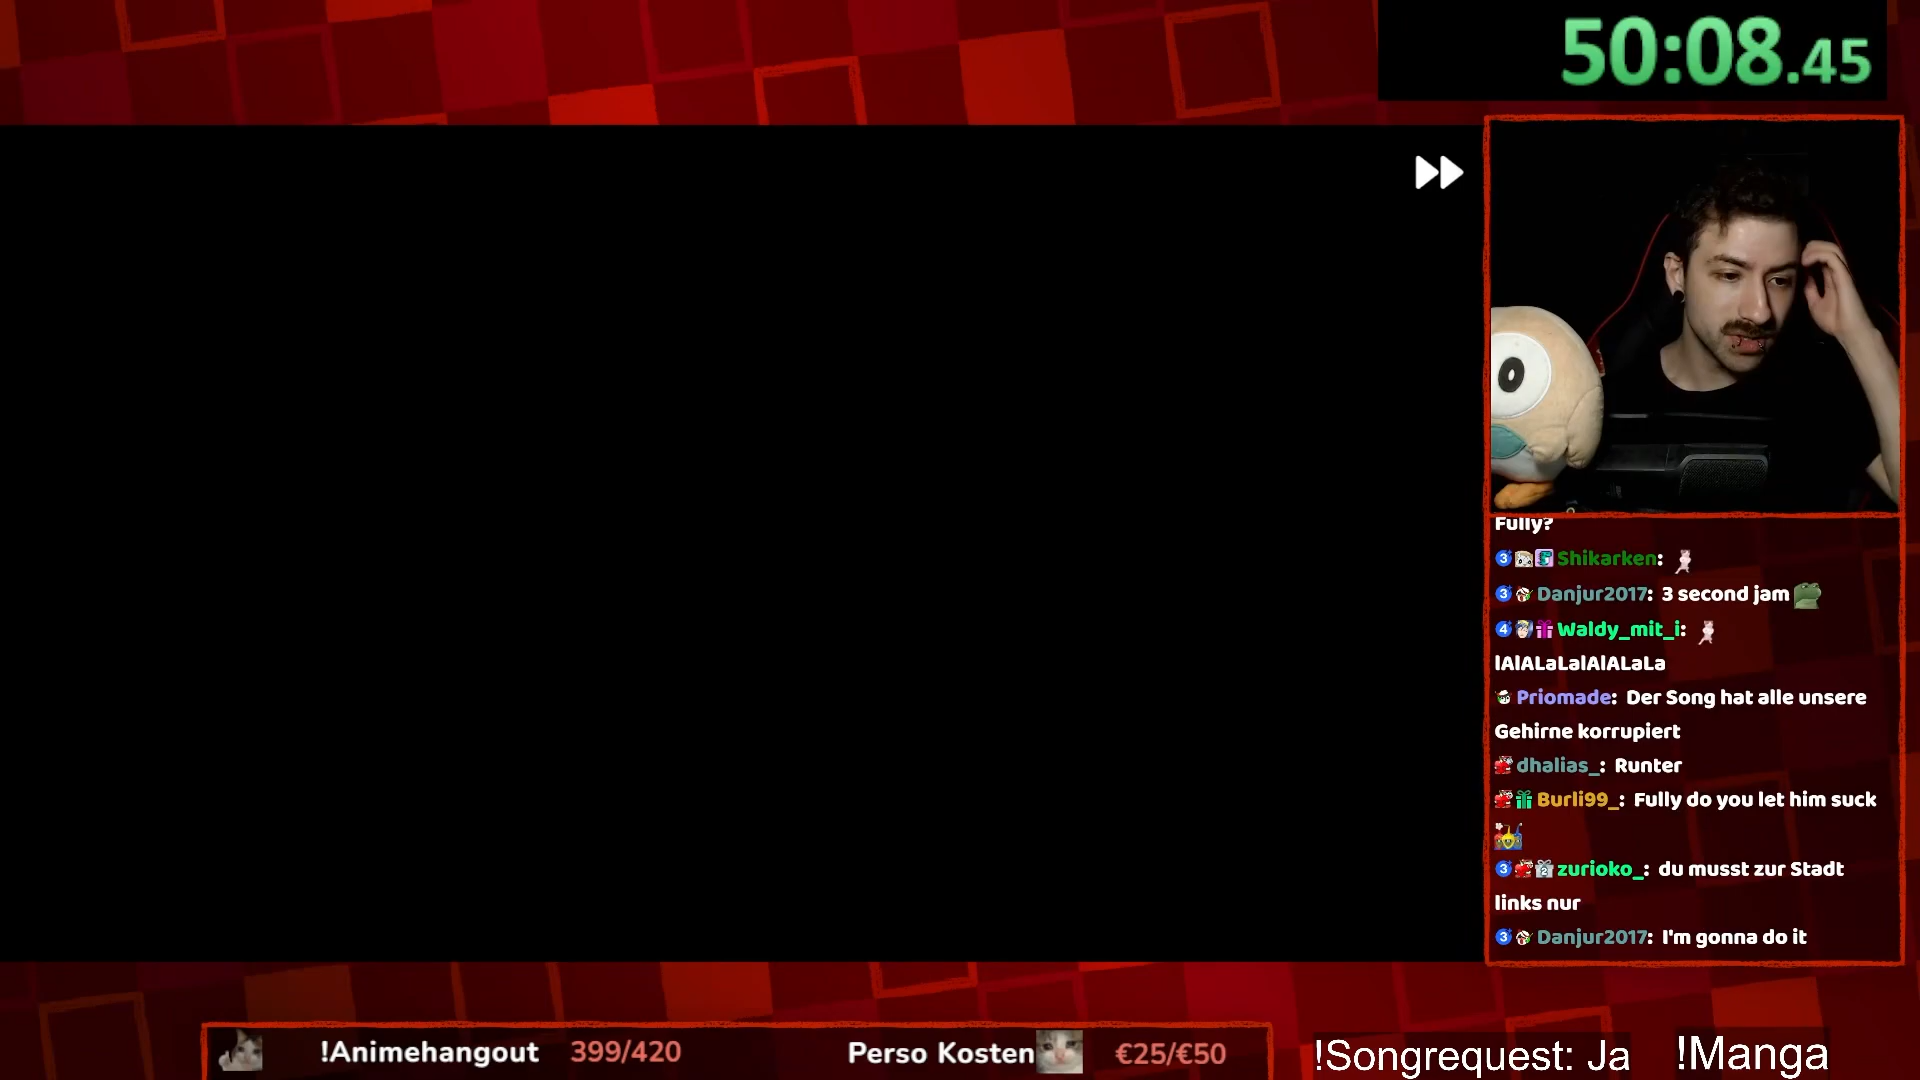 50:08.45
Fully?
Shikarken:
Danjur2017: 3 second jam
Waldy_mit_i:
lAlALaLalAlALaLa
Priomade: Der Song hat alle unsere
Gehirne korrupiert
dhalias_: Runter
Burli99_: Fully do you let him suck
zurioko_: du musst zur Stadt
links nur
Danjur2017: I'm gonna do it
!Animehangout 399/420 Perso Kosten €25/€50 !Songrequest: Ja !Manga